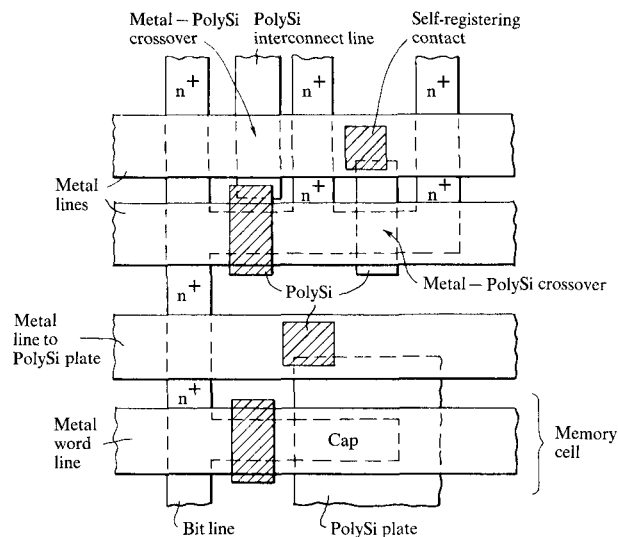 Metal – PolySi
crossover
PolySi
interconnect line
Self-registering
contact
n+
n+
n+
Metal
lines
n+
n+
n+
PolySi
Metal – PolySi crossover
Metal
line to
PolySi plate
n+
Metal
word
line
Cap
Memory
cell
Bit line
PolySi plate